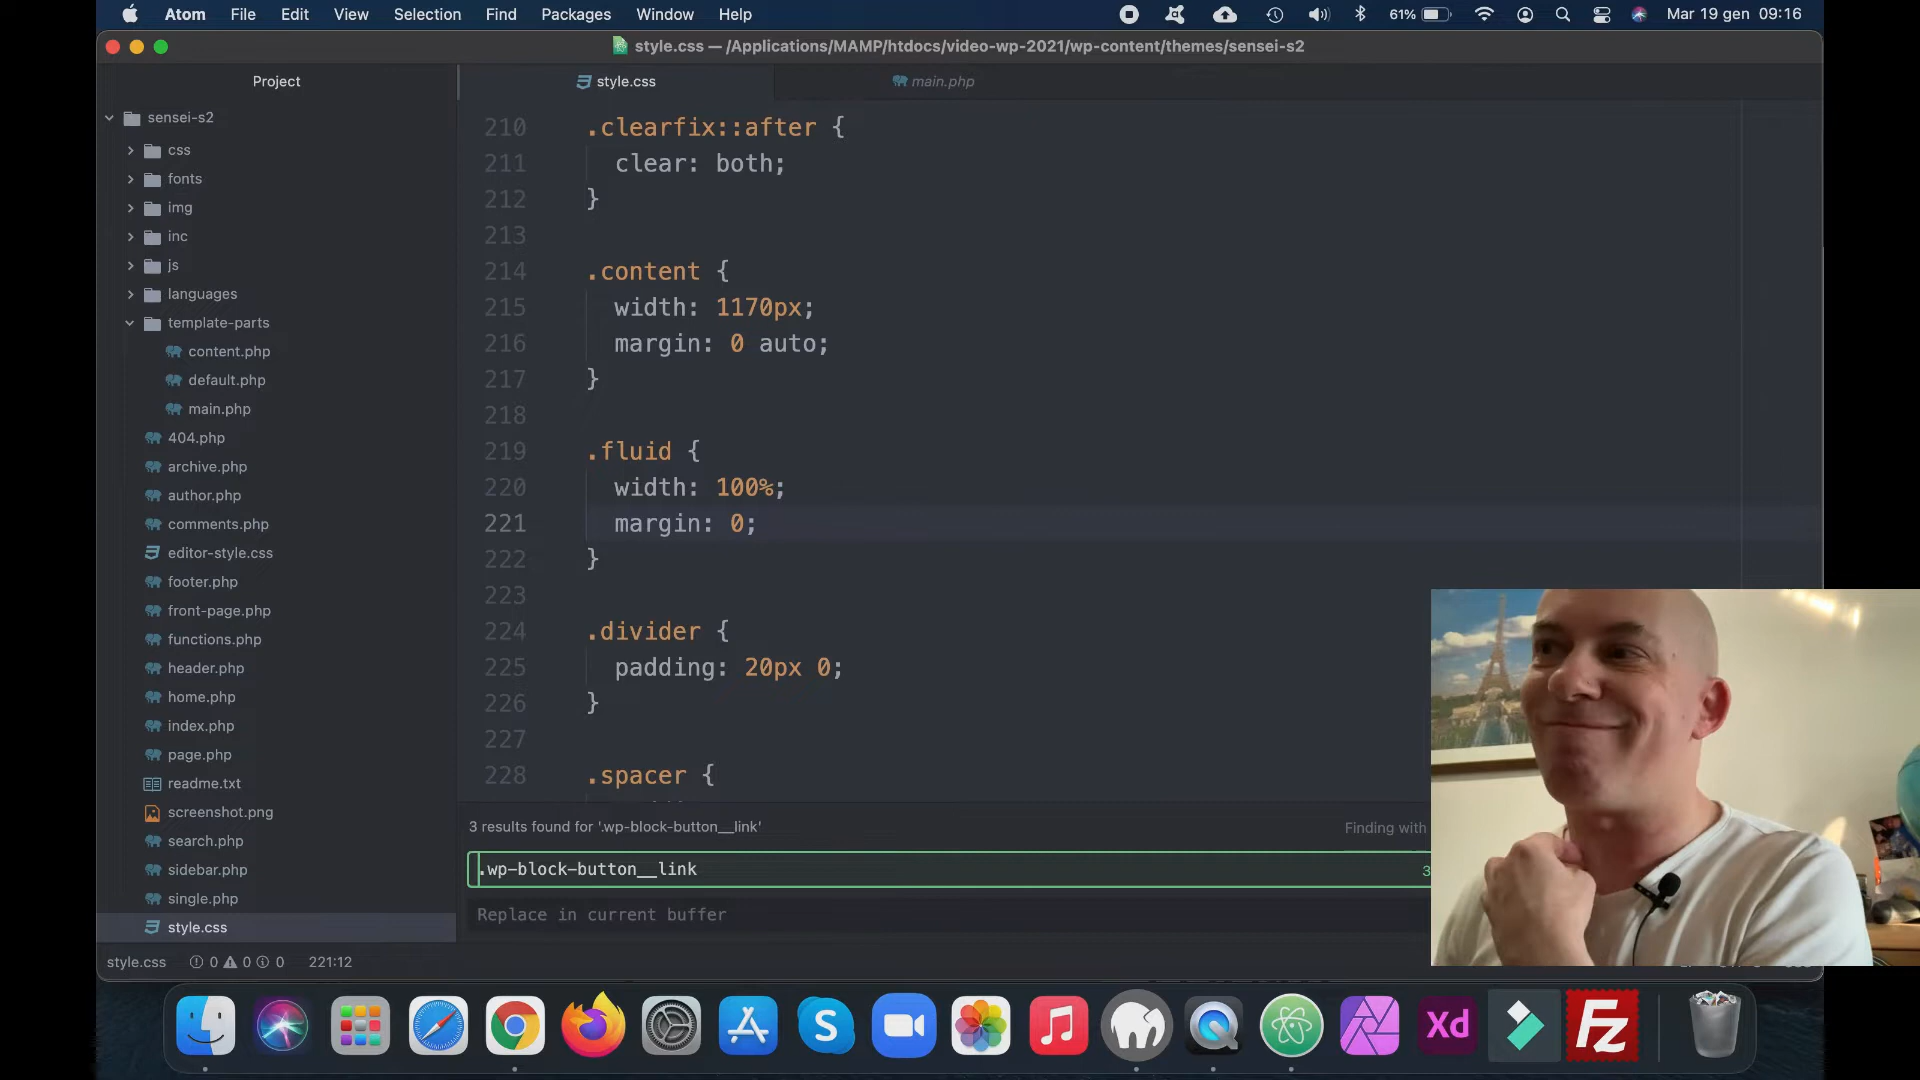 Atom File Edit View Selection Find Packages Window Help 61% Mar 19 gen 09:16
style.css — /Applications/MAMP/htdocs/video-wp-2021/wp-content/themes/sensei-s2
Project
style.css
main.php
sensei-s2
css
fonts
img
inc
js
languages
template-parts
content.php
default.php
main.php
404.php
archive.php
author.php
comments.php
editor-style.css
footer.php
front-page.php
functions.php
header.php
home.php
index.php
page.php
readme.txt
screenshot.png
search.php
sidebar.php
single.php
style.css
210 .clearfix::after {
211 clear: both;
212 }
213
214 .content {
215 width: 1170px;
216 margin: 0 auto;
217 }
218
219 .fluid {
220 width: 100%;
221 margin: 0;
222 }
223
224 .divider {
225 padding: 20px 0;
226 }
227
228 .spacer {
3 results found for '.wp-block-button__link'
Finding with
.wp-block-button__link
3
Replace in current buffer
style.css 0 0 0 221:12
S
Xd
Fz